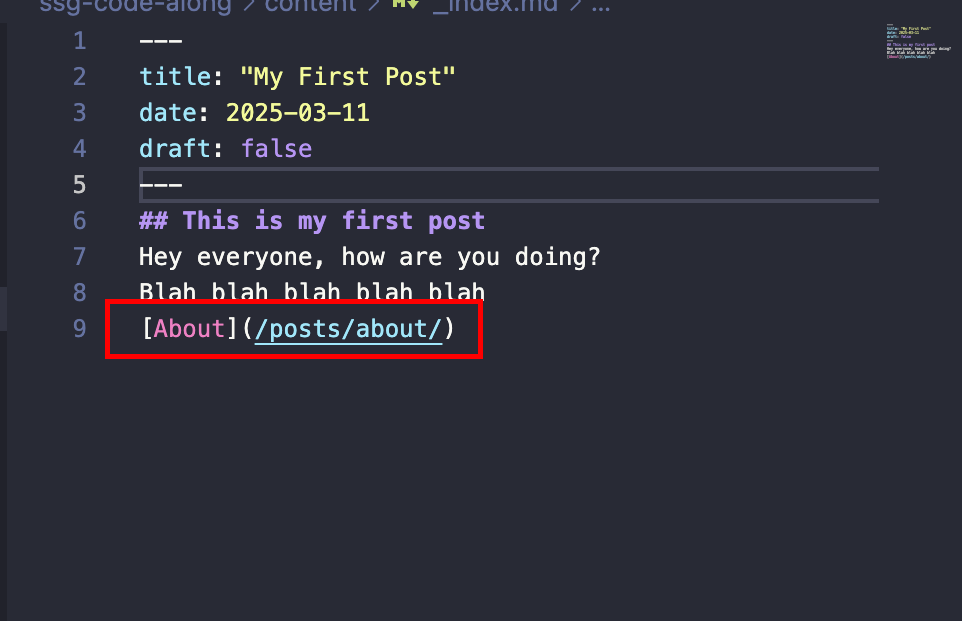 ssg-code-along > content > _index.md > ...
1 ---
2 title: "My First Post"
3 date: 2025-03-11
4 draft: false
5 ---
6 ## This is my first post
7 Hey everyone, how are you doing?
8 Blah blah blah blah blah
9 [About](/posts/about/)